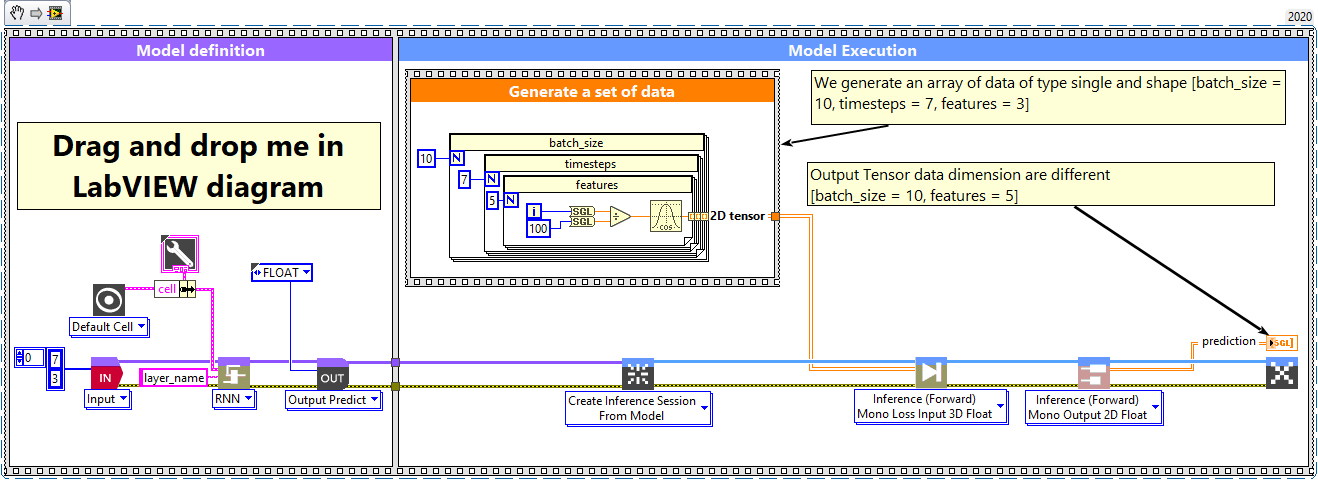 2020
Model definition
Drag and drop me in
LabVIEW diagram
FLOAT
cell
Default Cell
0
7
3
IN
Input
layer_name
RNN
OUT
Output Predict
Model Execution
Generate a set of data
batch_size
10
N
timesteps
7
N
features
5
N
i
SGL
SGL
100
÷
COS
2D tensor
We generate an array of data of type single and shape [batch_size =
10, timesteps = 7, features = 3]
Output Tensor data dimension are different
[batch_size = 10, features = 5]
prediction
SGL]
Create Inference Session
From Model
Inference (Forward)
Mono Loss Input 3D Float
Inference (Forward)
Mono Output 2D Float